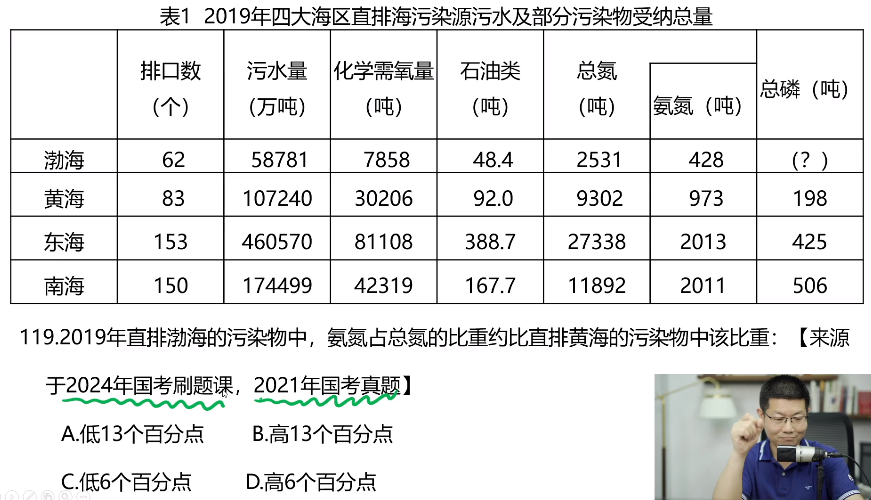 表1 2019年四大海区直排海污染源污水及部分污染物受纳总量
排口数（个） 污水量（万吨） 化学需氧量（吨） 石油类（吨） 总氮（吨） 氨氮（吨） 总磷（吨）
渤海 62 58781 7858 48.4 2531 428 （？）
黄海 83 107240 30206 92.0 9302 973 198
东海 153 460570 81108 388.7 27338 2013 425
南海 150 174499 42319 167.7 11892 2011 506
119.2019年直排渤海的污染物中，氨氮占总氮的比重约比直排黄海的污染物中该比重：【来源
于2024年国考刷题课，2021年国考真题】
A.低13个百分点 B.高13个百分点
C.低6个百分点 D.高6个百分点